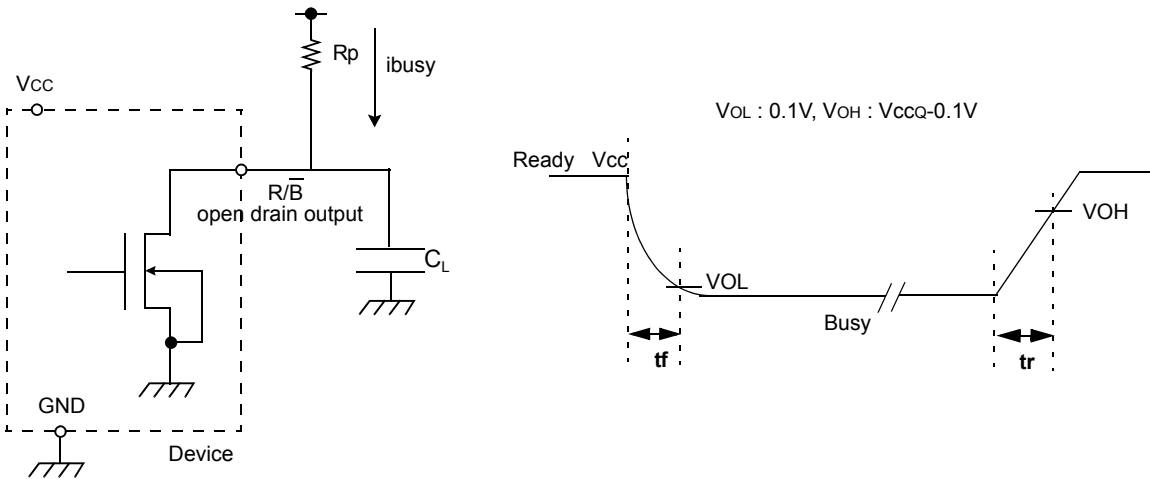 Rp
ibusy
VCC
R/B̅
open drain output
CL
GND
Device
VOL : 0.1V, VOH : VccQ-0.1V
Ready Vcc
VOH
VOL
Busy
tf
tr